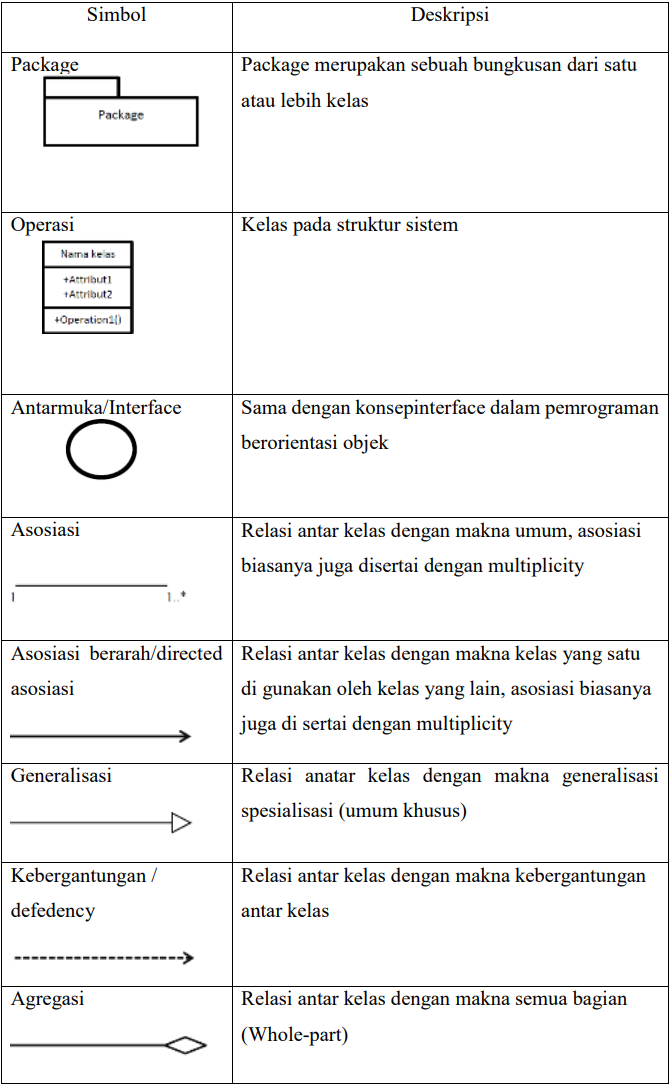 Simbol
Deskripsi
Package
Package
Package merupakan sebuah bungkusan dari satu
atau lebih kelas
Operasi
Nama kelas
+Attribut1
+Attribut2
+Operation1()
Kelas pada struktur sistem
Antarmuka/Interface
Sama dengan konsepinterface dalam pemrograman
berorientasi objek
Asosiasi
1
1..*
Relasi antar kelas dengan makna umum, asosiasi
biasanya juga disertai dengan multiplicity
Asosiasi berarah/directed
asosiasi
Relasi antar kelas dengan makna kelas yang satu
di gunakan oleh kelas yang lain, asosiasi biasanya
juga di sertai dengan multiplicity
Generalisasi
Relasi anatar kelas dengan makna generalisasi
spesialisasi (umum khusus)
Kebergantungan /
defedency
Relasi antar kelas dengan makna kebergantungan
antar kelas
Agregasi
Relasi antar kelas dengan makna semua bagian
(Whole-part)